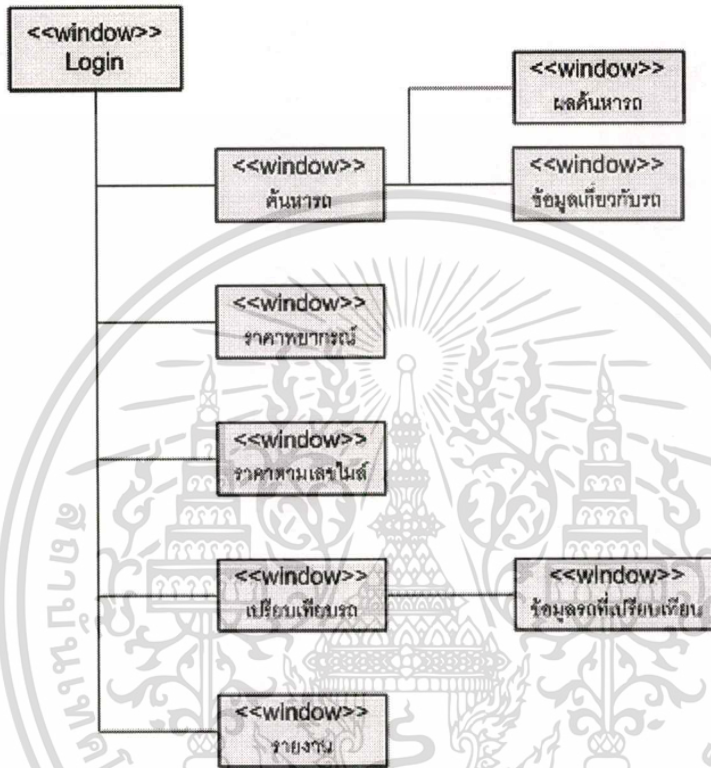 <<window>>
Login
<<window>>
ผลค้นหารถ
<<window>>
ค้นหารถ
<<window>>
ข้อมูลเกี่ยวกับรถ
<<window>>
ราคาพยากรณ์
<<window>>
ราคาตามเลขไมล์
<<window>>
เปรียบเทียบรถ
<<window>>
ข้อมูลรถที่เปรียบเทียบ
<<window>>
รายงาน